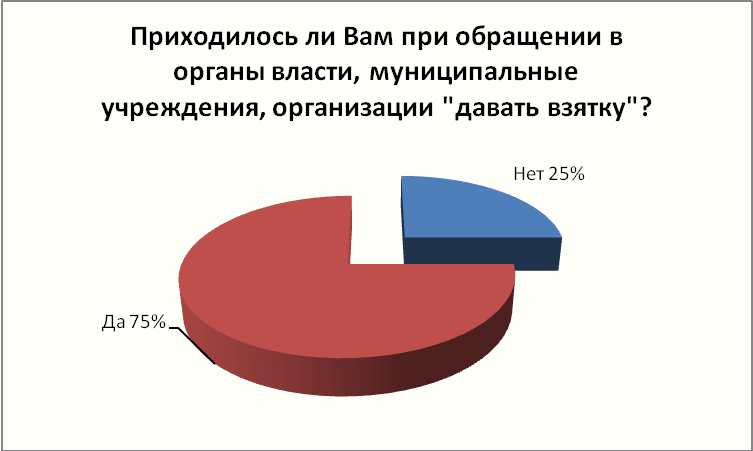 Приходилось ли Вам при обращении в
органы власти, муниципальные
учреждения, организации "давать взятку"?
Нет 25%
Да 75%